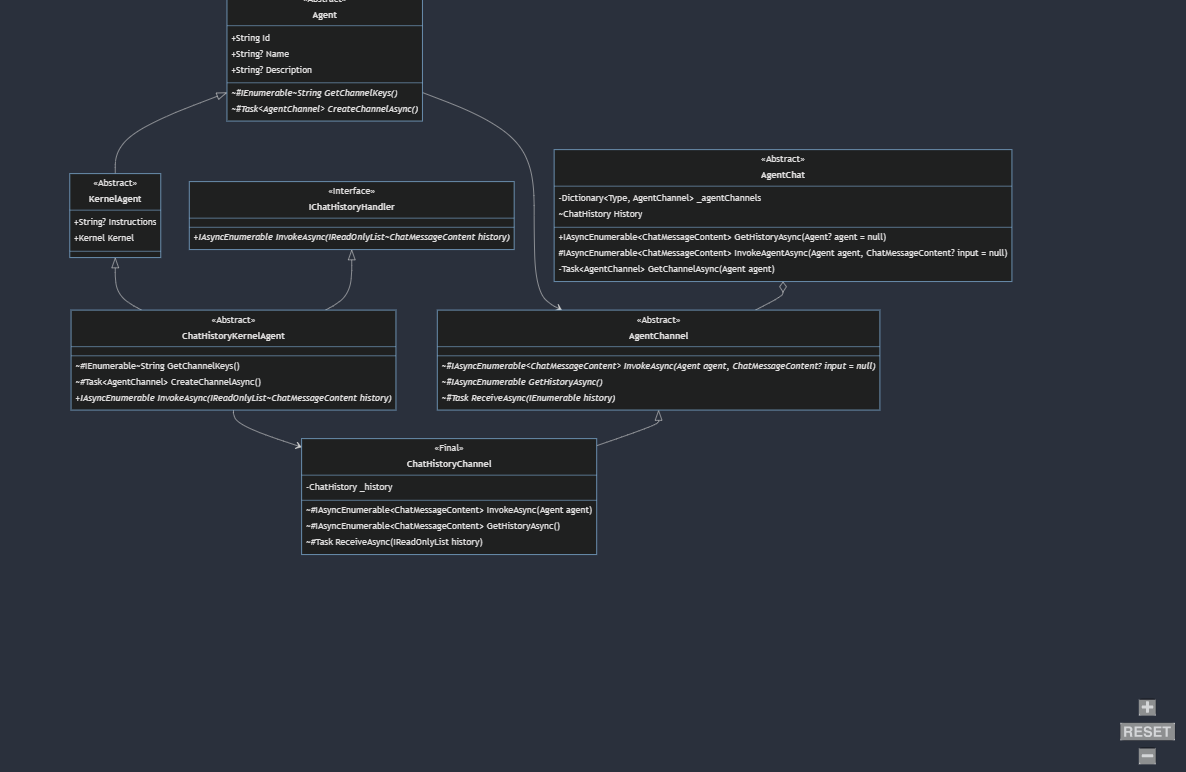 «Abstract»
Agent
+String Id
+String? Name
+String? Description
~#IEnumerable~String GetChannelKeys()
~#Task<AgentChannel> CreateChannelAsync()
«Abstract»
KernelAgent
+String? Instructions
+Kernel Kernel
«Interface»
IChatHistoryHandler
+IAsyncEnumerable InvokeAsync(IReadOnlyList~ChatMessageContent history)
«Abstract»
AgentChat
-Dictionary<Type, AgentChannel> _agentChannels
~ChatHistory History
+IAsyncEnumerable<ChatMessageContent> GetHistoryAsync(Agent? agent = null)
#IAsyncEnumerable<ChatMessageContent> InvokeAgentAsync(Agent agent, ChatMessageContent? input = null)
-Task<AgentChannel> GetChannelAsync(Agent agent)
«Abstract»
ChatHistoryKernelAgent
~#IEnumerable~String GetChannelKeys()
~#Task<AgentChannel> CreateChannelAsync()
+IAsyncEnumerable InvokeAsync(IReadOnlyList~ChatMessageContent history)
«Abstract»
AgentChannel
~#IAsyncEnumerable<ChatMessageContent> InvokeAsync(Agent agent, ChatMessageContent? input = null)
~#IAsyncEnumerable GetHistoryAsync()
~#Task ReceiveAsync(IEnumerable history)
«Final»
ChatHistoryChannel
-ChatHistory _history
~#IAsyncEnumerable<ChatMessageContent> InvokeAsync(Agent agent)
~#IAsyncEnumerable<ChatMessageContent> GetHistoryAsync()
~#Task ReceiveAsync(IReadOnlyList history)
+
RESET
−